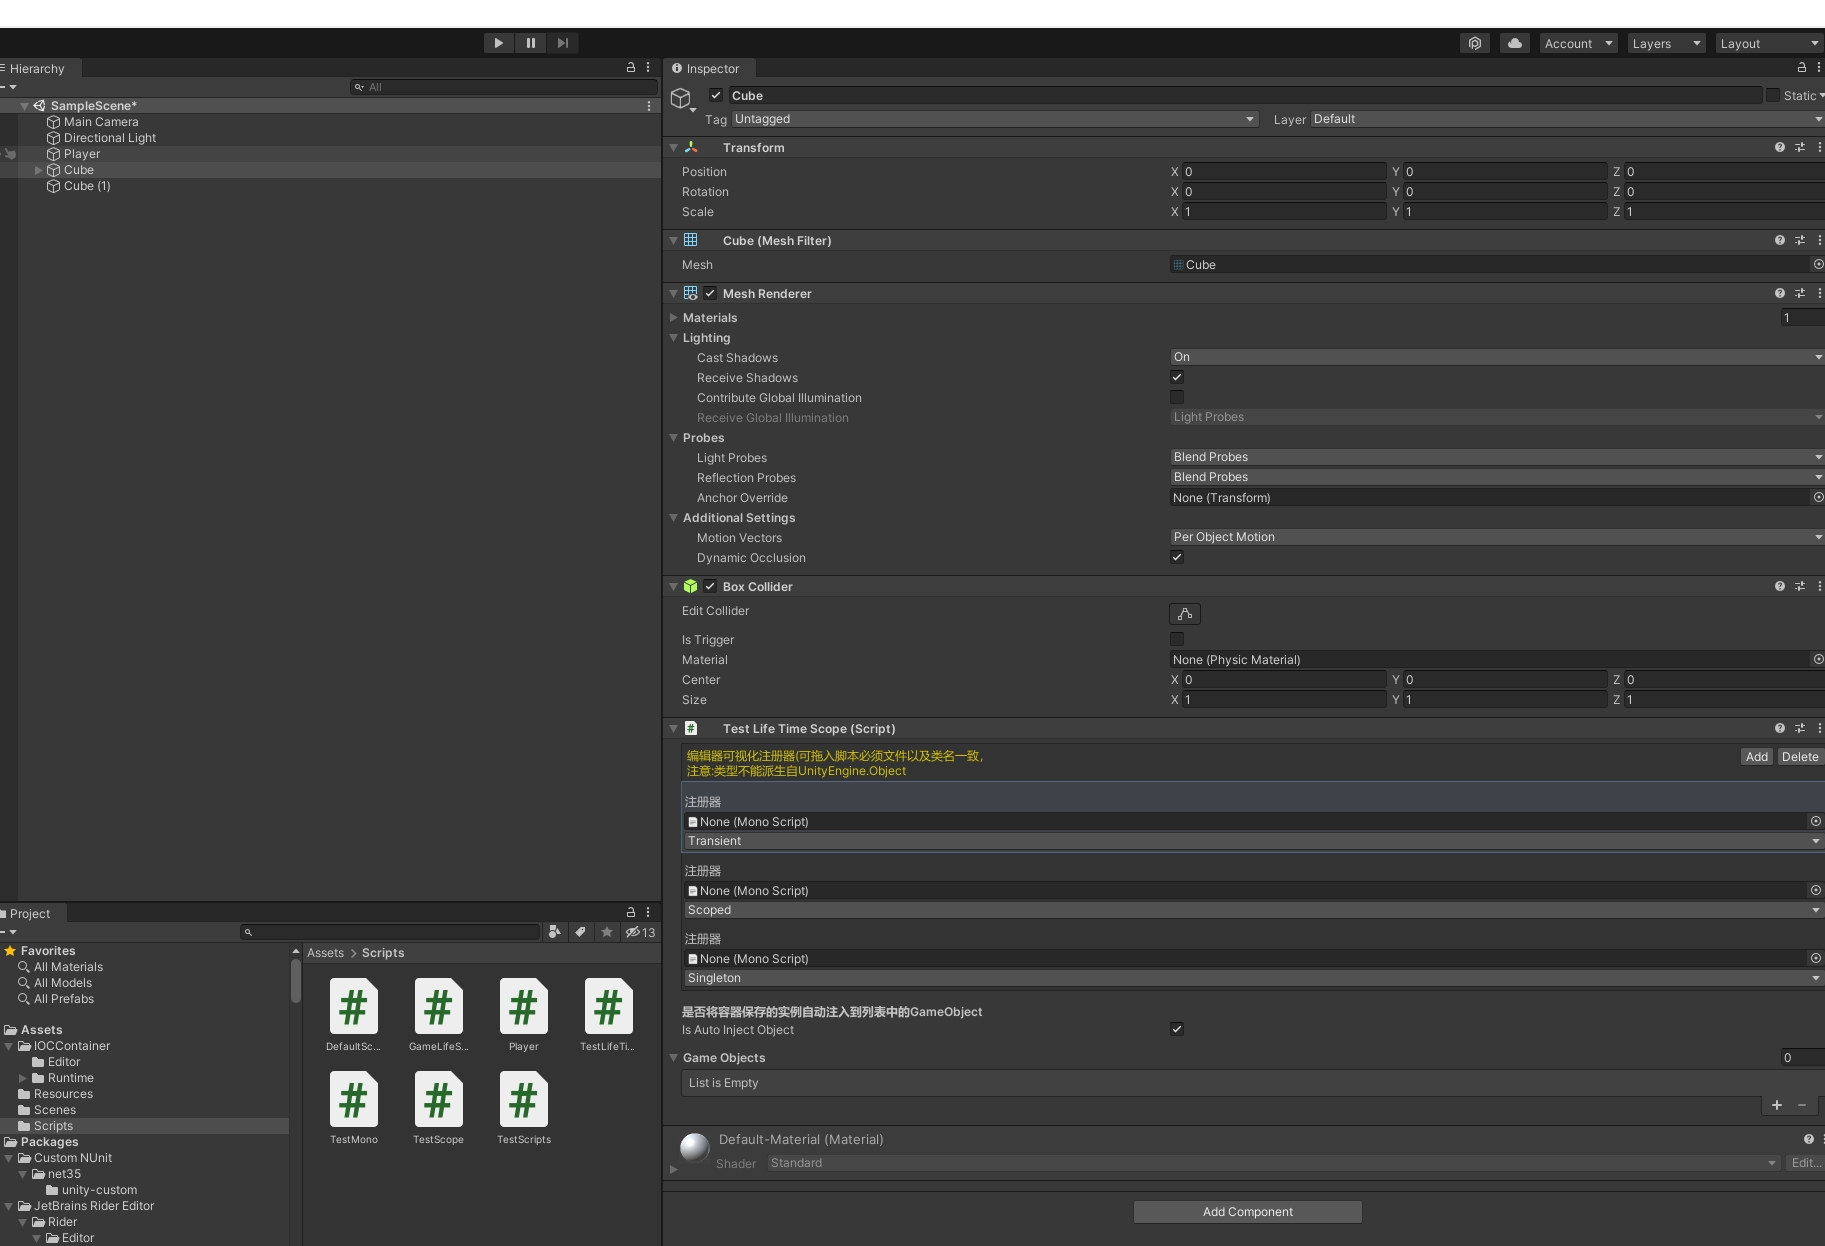 Account
Layers
Layout
Hierarchy
All
SampleScene*
Main Camera
Directional Light
Player
Cube
Cube (1)
Inspector
Cube
Static
Tag Untagged
Layer Default
Transform
Position X 0 Y 0 Z 0
Rotation X 0 Y 0 Z 0
Scale X 1 Y 1 Z 1
Cube (Mesh Filter)
Mesh Cube
Mesh Renderer
Materials 1
Lighting
Cast Shadows On
Receive Shadows
Contribute Global Illumination
Receive Global Illumination Light Probes
Probes
Light Probes Blend Probes
Reflection Probes Blend Probes
Anchor Override None (Transform)
Additional Settings
Motion Vectors Per Object Motion
Dynamic Occlusion
Box Collider
Edit Collider
Is Trigger
Material None (Physic Material)
Center X 0 Y 0 Z 0
Size X 1 Y 1 Z 1
# Test Life Time Scope (Script)
编辑器可视化注册器(可拖入脚本必须文件以及类名一致,
注意:类型不能派生自UnityEngine.Object
Add Delete
注册器
None (Mono Script)
Transient
注册器
None (Mono Script)
Scoped
注册器
None (Mono Script)
Singleton
是否将容器保存的实例自动注入到列表中的GameObject
Is Auto Inject Object
Game Objects 0
List is Empty
+ −
Default-Material (Material)
Shader Standard Edit...
Add Component
Project
13
Favorites
All Materials
All Models
All Prefabs
Assets
IOCContainer
Editor
Runtime
Resources
Scenes
Scripts
Packages
Custom NUnit
net35
unity-custom
JetBrains Rider Editor
Rider
Editor
Assets > Scripts
# # # #
DefaultSc... GameLifeS... Player TestLifeTi...
# # #
TestMono TestScope TestScripts